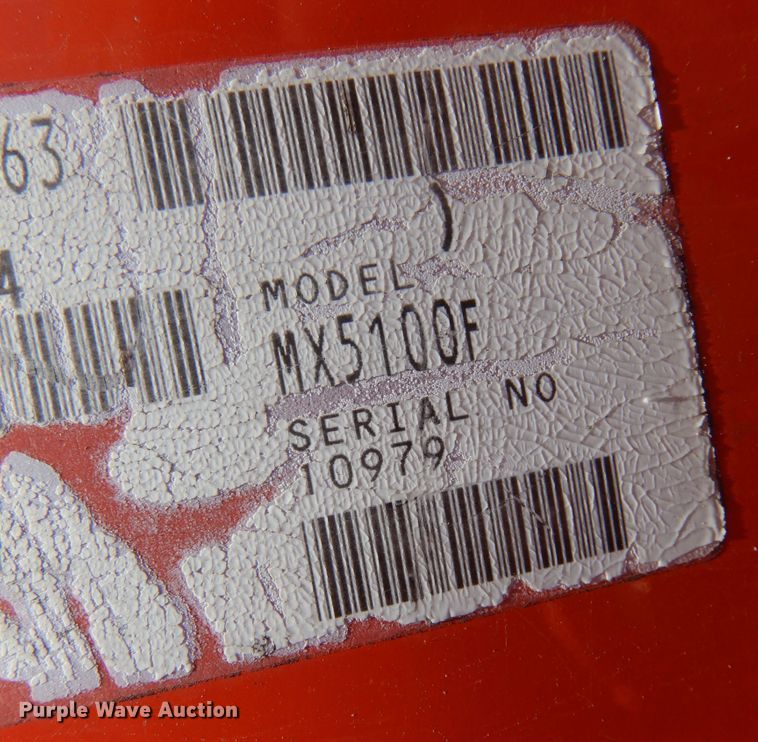 63
4
MODEL
MX5100F
SERIAL NO
10979
Purple Wave Auction